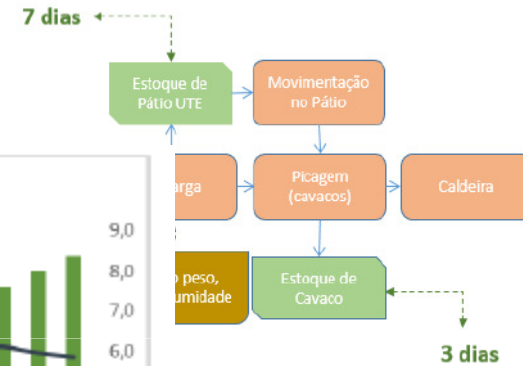 7 dias
Estoque de
Pátio UTE
Movimentação
no Pátio
arga
Picagem
(cavacos)
Caldeira
9,0
8,0
7,0
6,0
peso,
umidade
Estoque de
Cavaco
3 dias